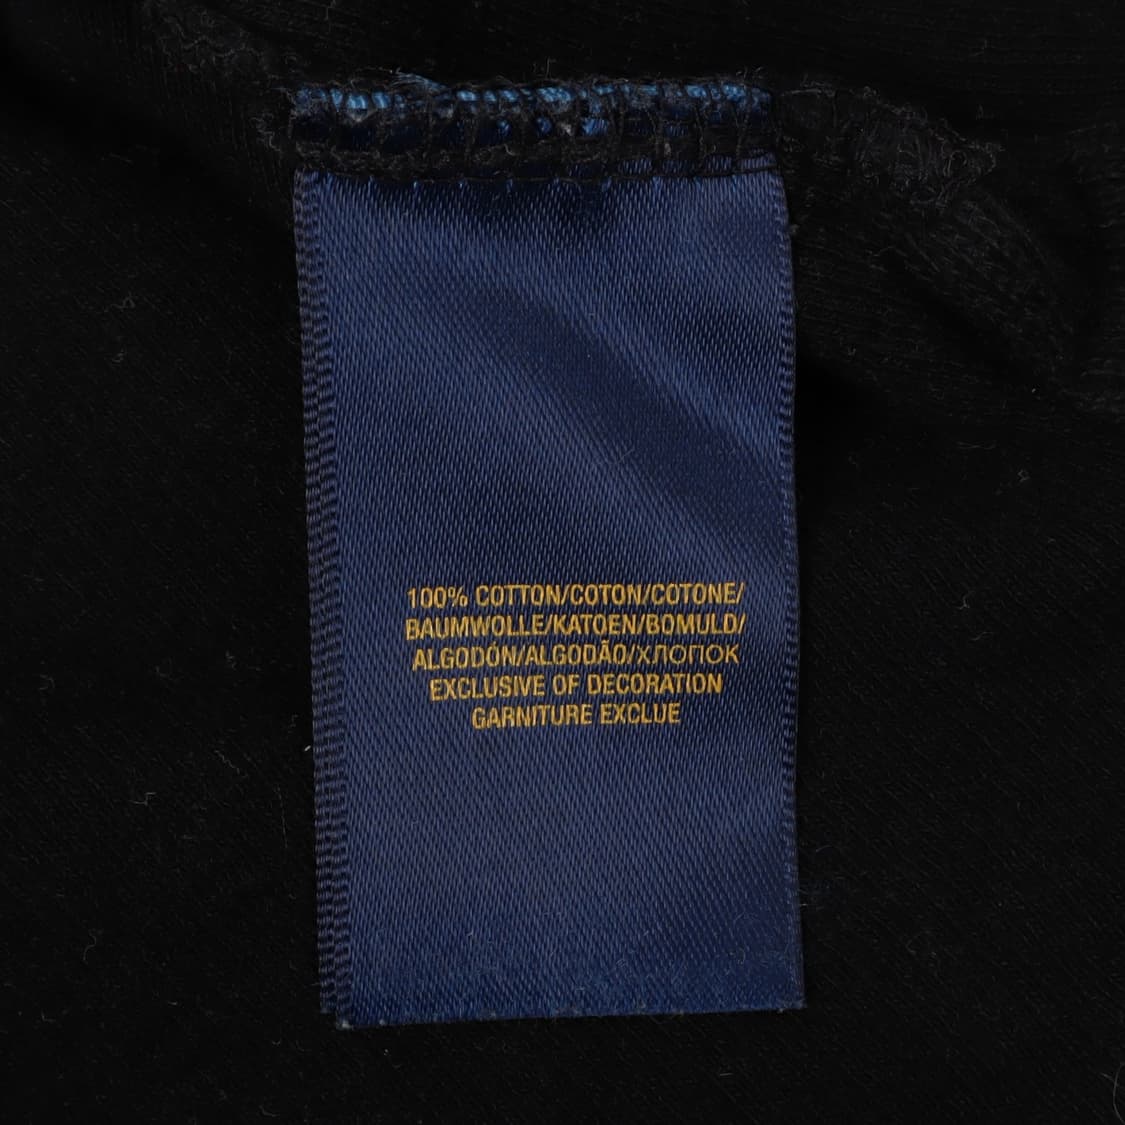 100% COTTON/COTON/COTONE/
BAUMWOLLE/KATOEN/BOMULD/
ALGODÓN/ALGODÃO/ХЛОПОК
EXCLUSIVE OF DECORATION
GARNITURE EXCLUE